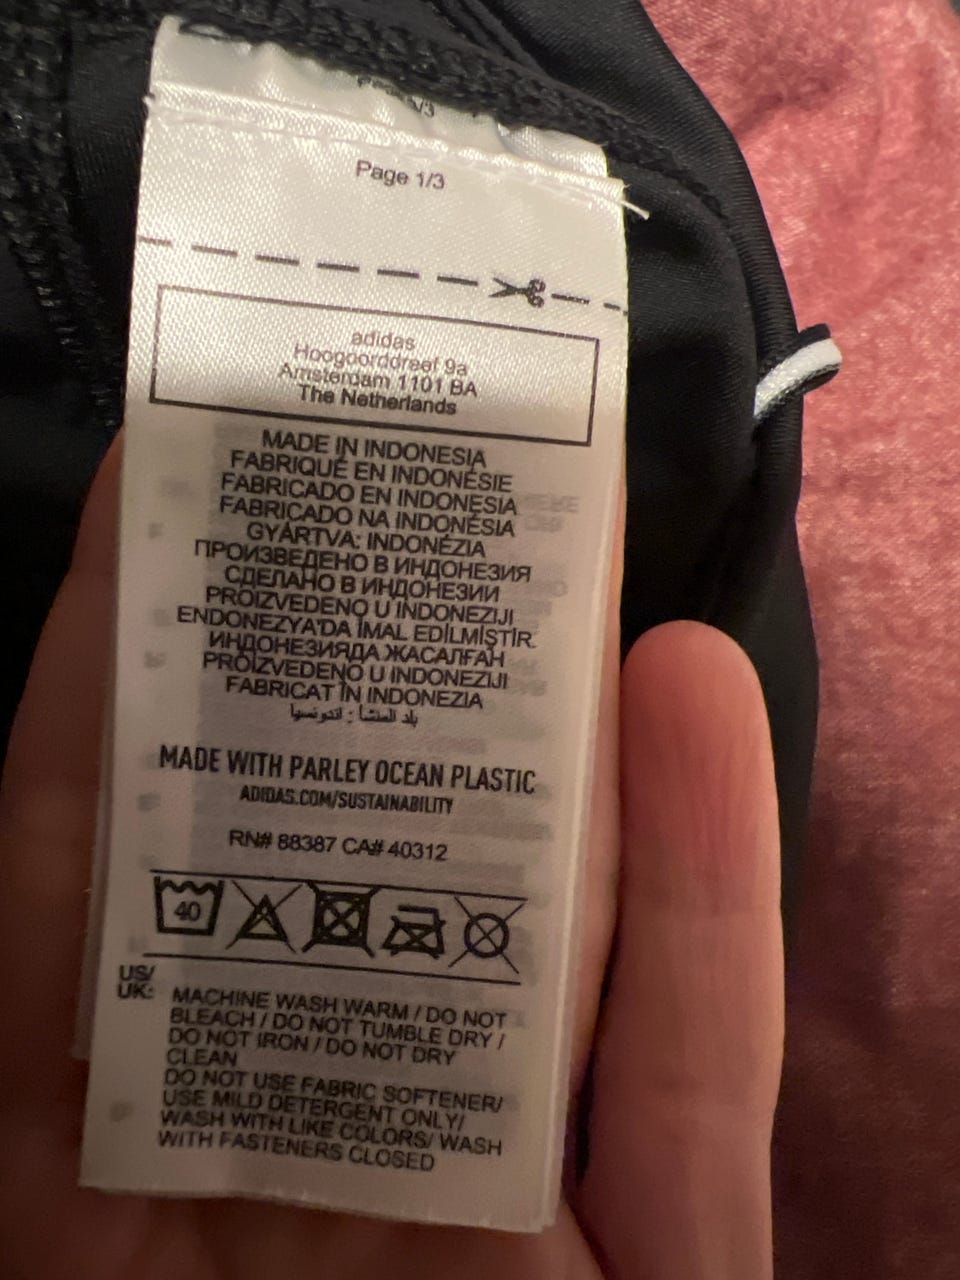 Page 1/3
adidas
Hoogoorddreef 9a
Amsterdam 1101 BA
The Netherlands
MADE IN INDONESIA
FABRIQUÉ EN INDONÉSIE
FABRICADO EN INDONESIA
FABRICADO NA INDONÉSIA
GYÁRTVA: INDONÉZIA
ПРОИЗВЕДЕНО В ИНДОНЕЗИЯ
СДЕЛАНО В ИНДОНЕЗИИ
PROIZVEDENO U INDONEZIJI
ENDONEZYA'DA İMAL EDİLMİŞTİR.
ИНДОНЕЗИЯДА ЖАСАЛҒАН
PROIZVEDENO U INDONEZIJI
FABRICAT ÎN INDONEZIA
بلد المنشأ : اندونسيا
MADE WITH PARLEY OCEAN PLASTIC
ADIDAS.COM/SUSTAINABILITY
RN# 88387 CA# 40312
40
US/
UK:
MACHINE WASH WARM / DO NOT
BLEACH / DO NOT TUMBLE DRY /
DO NOT IRON / DO NOT DRY
CLEAN
DO NOT USE FABRIC SOFTENER/
USE MILD DETERGENT ONLY/
WASH WITH LIKE COLORS/ WASH
WITH FASTENERS CLOSED